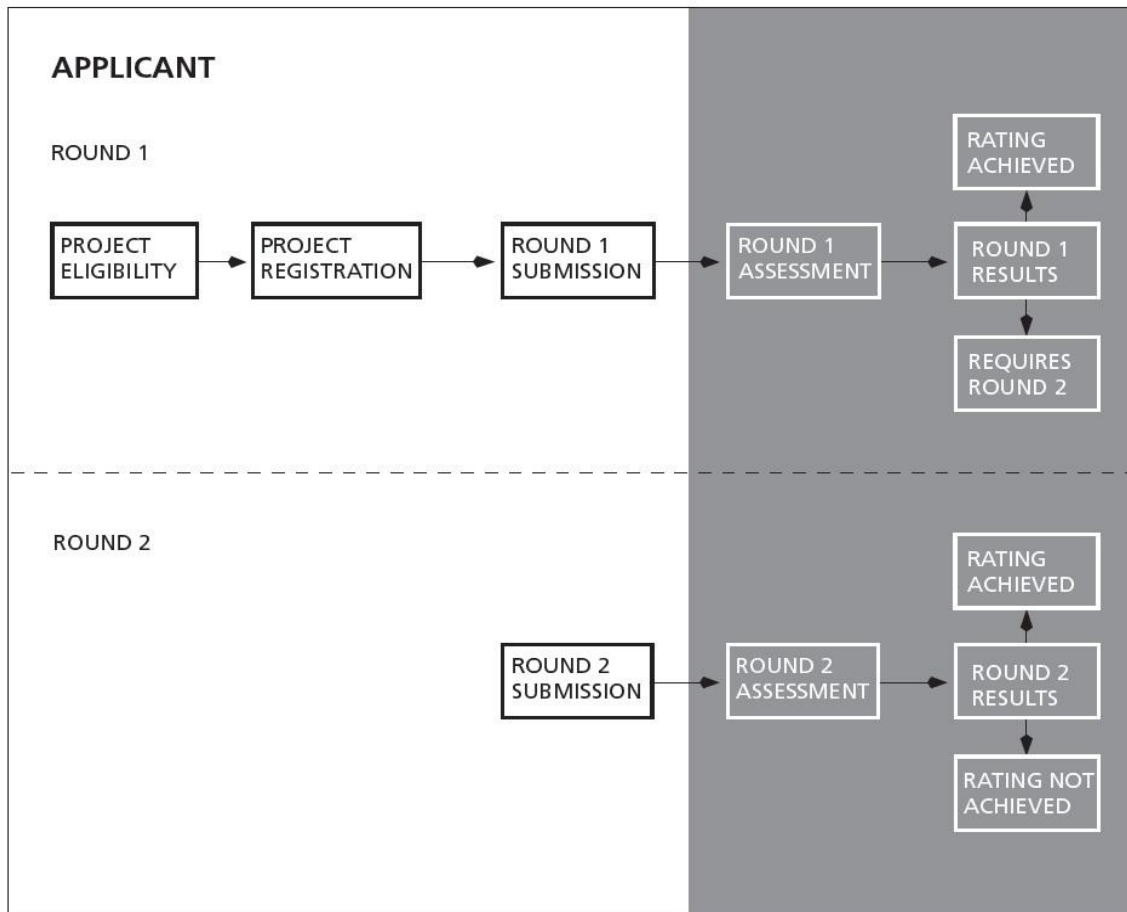 APPLICANT
ROUND 1
PROJECT
ELIGIBILITY
PROJECT
REGISTRATION
ROUND 1
SUBMISSION
ROUND 1
ASSESSMENT
RATING
ACHIEVED
ROUND 1
RESULTS
REQUIRES
ROUND 2
ROUND 2
ROUND 2
SUBMISSION
ROUND 2
ASSESSMENT
RATING
ACHIEVED
ROUND 2
RESULTS
RATING NOT
ACHIEVED